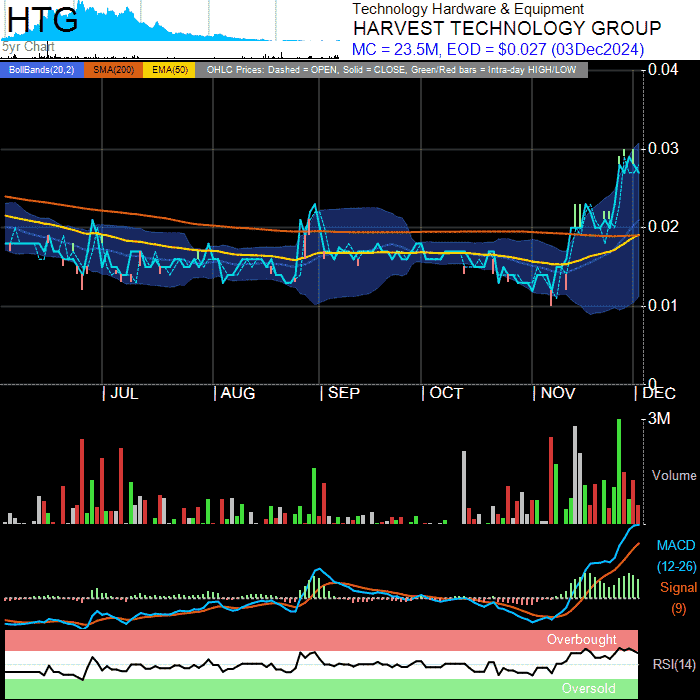 HTG
5yr Chart
Technology Hardware & Equipment
HARVEST TECHNOLOGY GROUP
MC = 23.5M, EOD = $0.027 (03Dec2024)
BollBands(20,2) SMA(200) EMA(50) OHLC Prices: Dashed = OPEN, Solid = CLOSE, Green/Red bars = Intra-day HIGH/LOW
0.04
0.03
0.02
0.01
0
JUL AUG SEP OCT NOV DEC
3M
Volume
MACD
(12-26)
Signal
(9)
Overbought
RSI(14)
Oversold